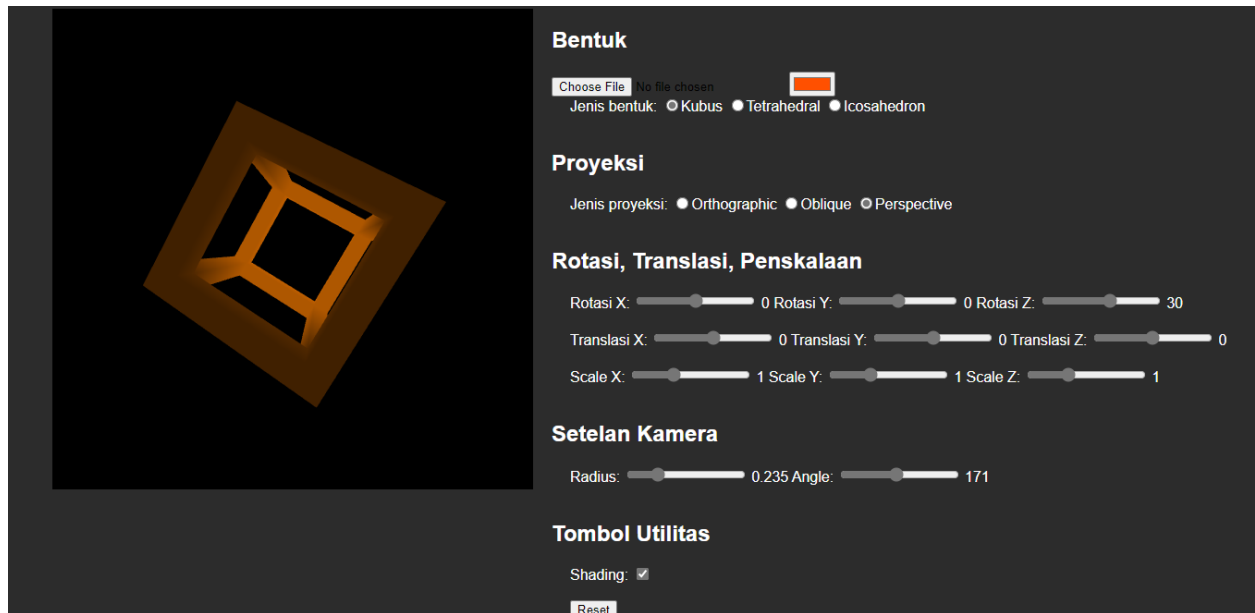 Bentuk
Choose File No file chosen
Jenis bentuk: Kubus Tetrahedral Icosahedron
Proyeksi
Jenis proyeksi: Orthographic Oblique Perspective
Rotasi, Translasi, Penskalaan
Rotasi X: 0 Rotasi Y: 0 Rotasi Z: 30
Translasi X: 0 Translasi Y: 0 Translasi Z: 0
Scale X: 1 Scale Y: 1 Scale Z: 1
Setelan Kamera
Radius: 0.235 Angle: 171
Tombol Utilitas
Shading:
Reset